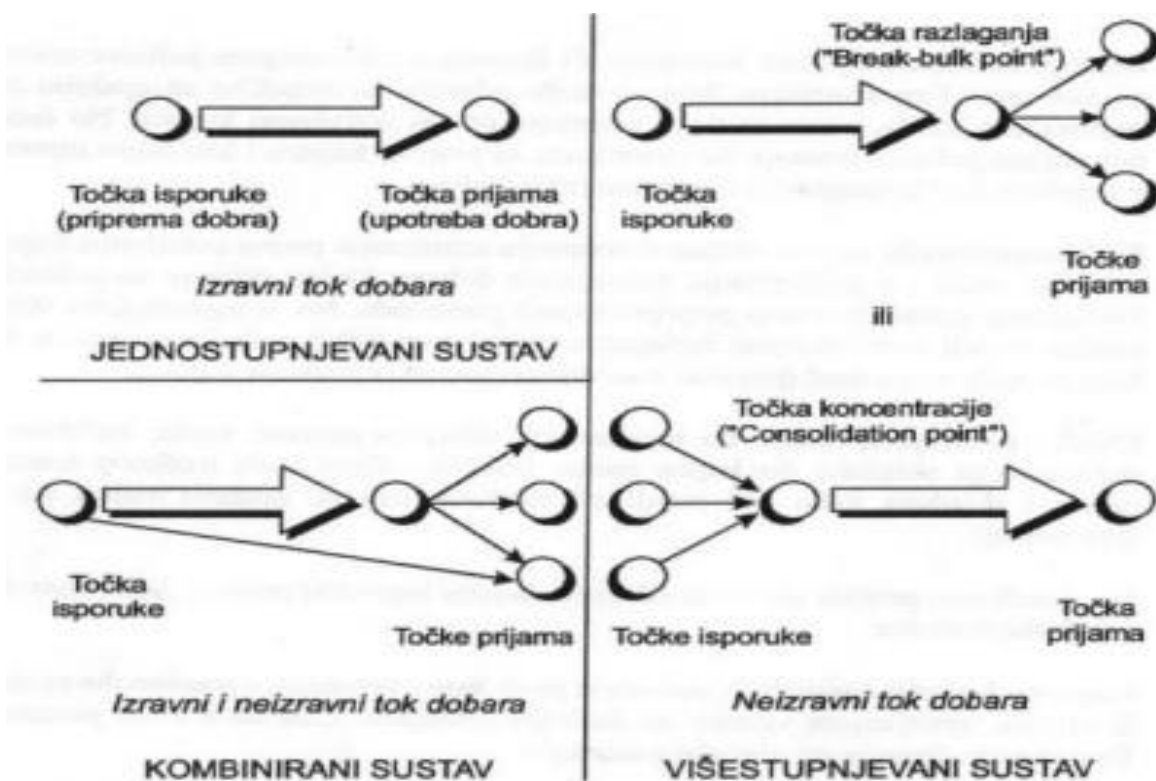 Točka isporuke
(priprema dobra)
Točka prijama
(upotreba dobra)
Izravni tok dobara
JEDNOSTUPNJEVANI SUSTAV
Točka razlaganja
("Break-bulk point")
Točka
isporuke
Točke
prijama
ili
Točka koncentracije
("Consolidation point")
Točke isporuke
Točka
prijama
Neizravni tok dobara
VIŠESTUPNJEVANI SUSTAV
Točka
isporuke
Točke prijama
Izravni i neizravni tok dobara
KOMBINIRANI SUSTAV